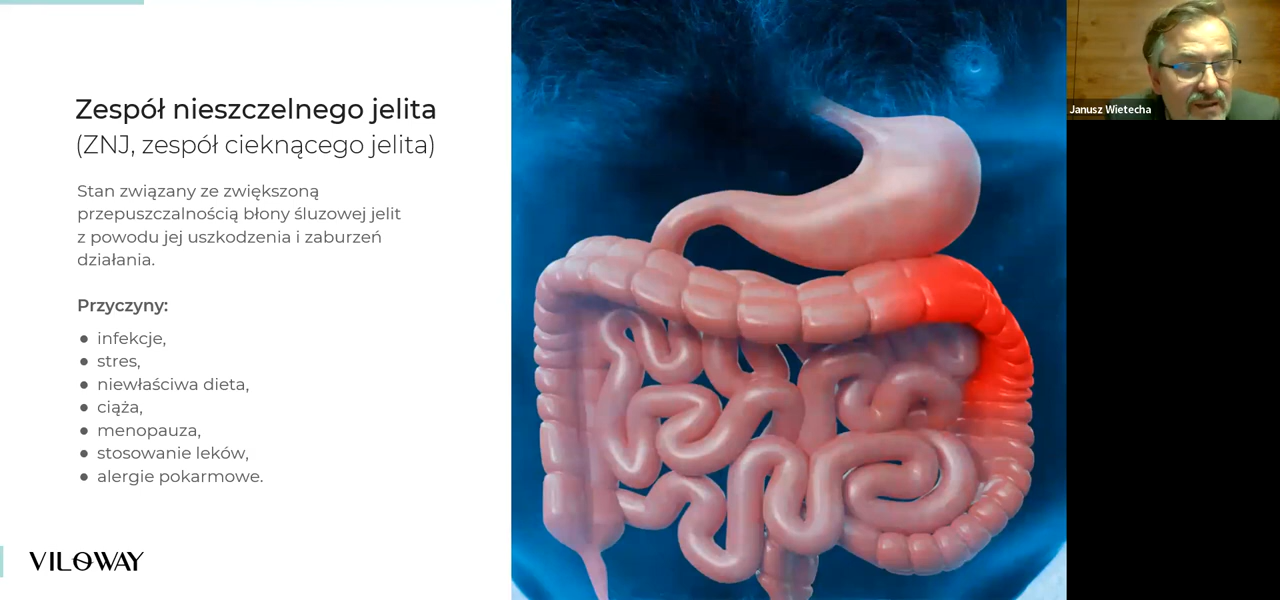 Zespół nieszczelnego jelita
(ZNJ, zespół cieknącego jelita)
Stan związany ze zwiększoną
przepuszczalnością błony śluzowej jelit
z powodu jej uszkodzenia i zaburzeń
działania.
Przyczyny:
● infekcje,
● stres,
● niewłaściwa dieta,
● ciąża,
● menopauza,
● stosowanie leków,
● alergie pokarmowe.
VILOWAY
Janusz Wietecha